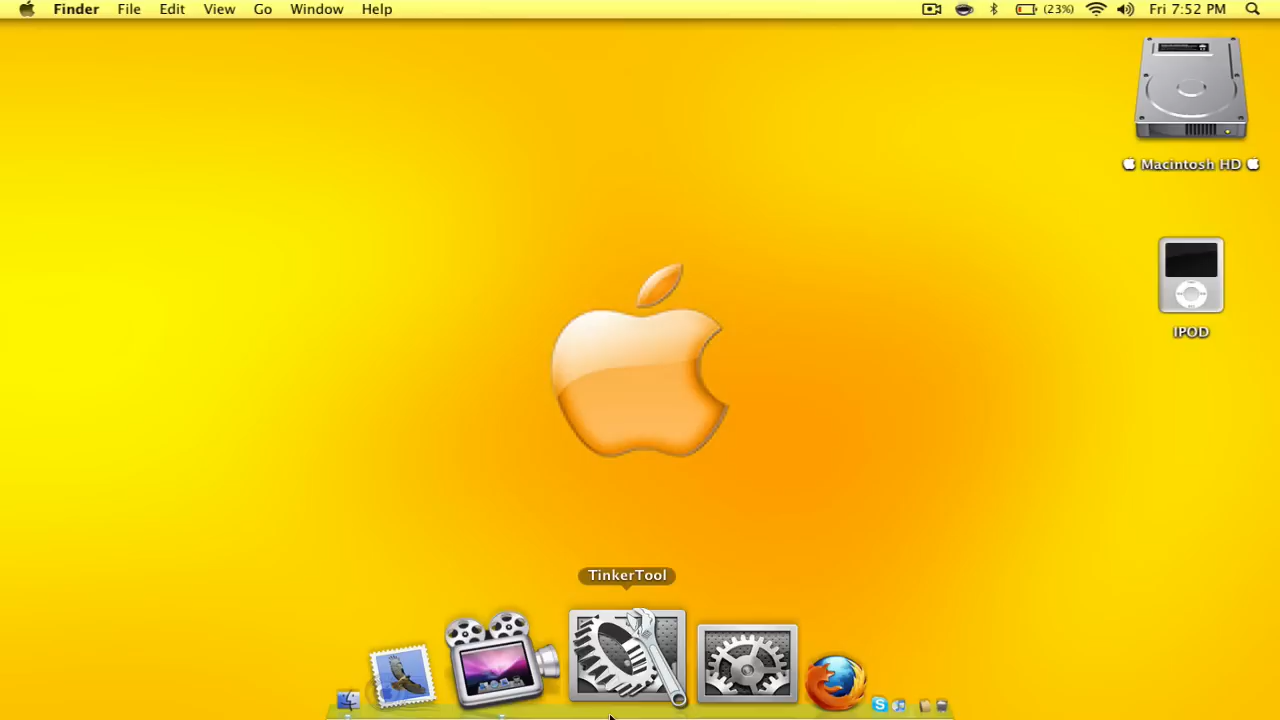 Finder File Edit View Go Window Help (23%) Fri 7:52 PM
Macintosh HD
IPOD
TinkerTool